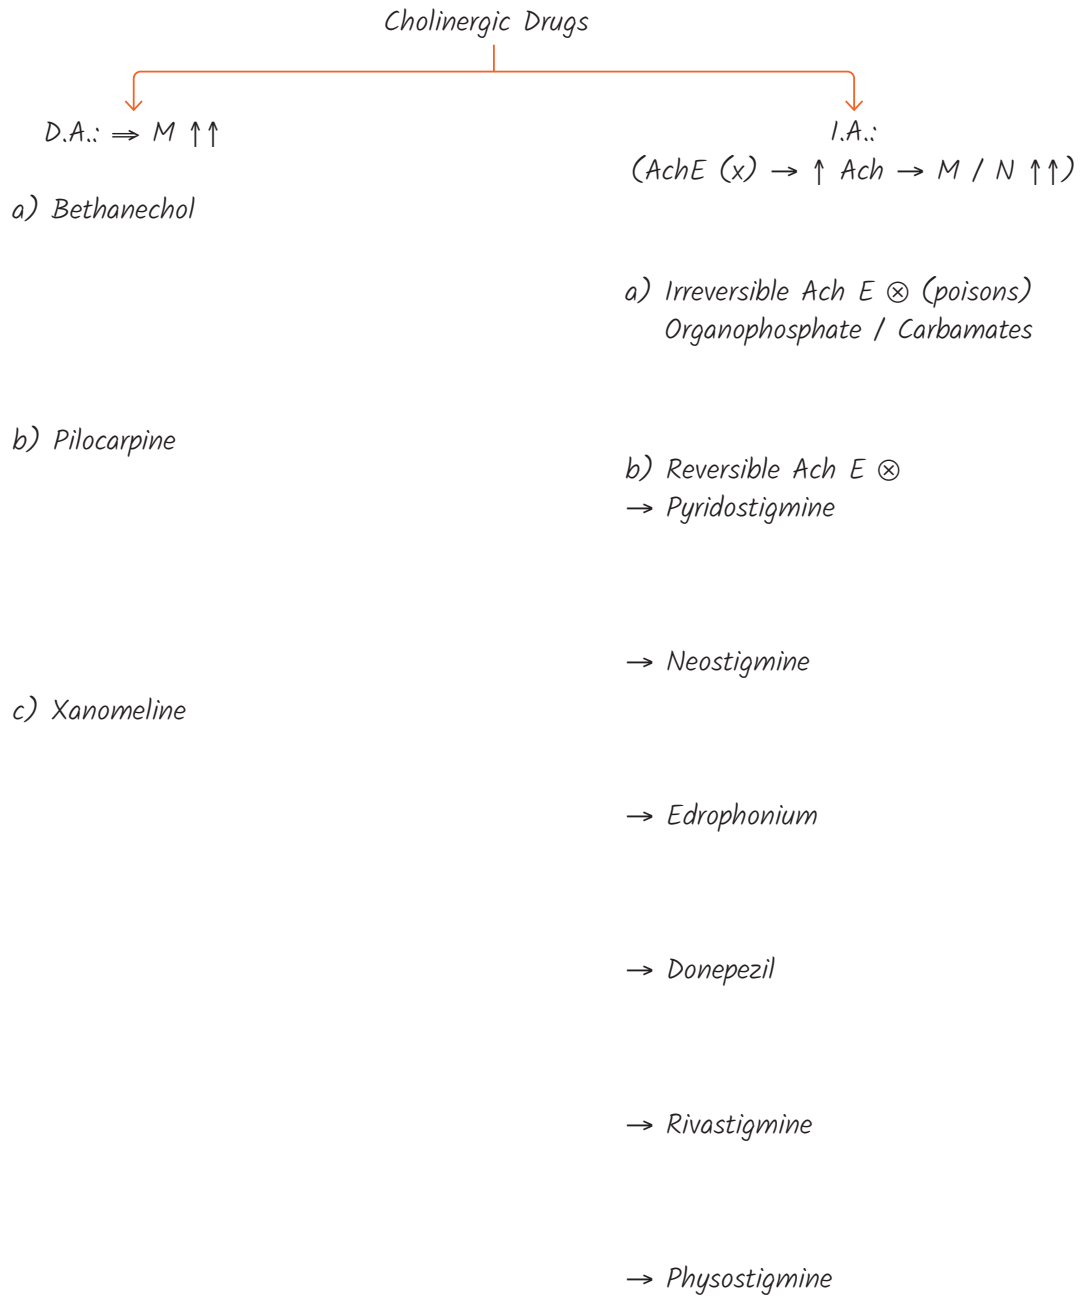 Cholinergic Drugs
D.A.: ⇒ M ↑↑
a) Bethanechol
b) Pilocarpine
c) Xanomeline
I.A.:
(AchE (x) → ↑ Ach → M / N ↑↑)
a) Irreversible Ach E ⊗ (poisons)
Organophosphate / Carbamates
b) Reversible Ach E ⊗
→ Pyridostigmine
→ Neostigmine
→ Edrophonium
→ Donepezil
→ Rivastigmine
→ Physostigmine